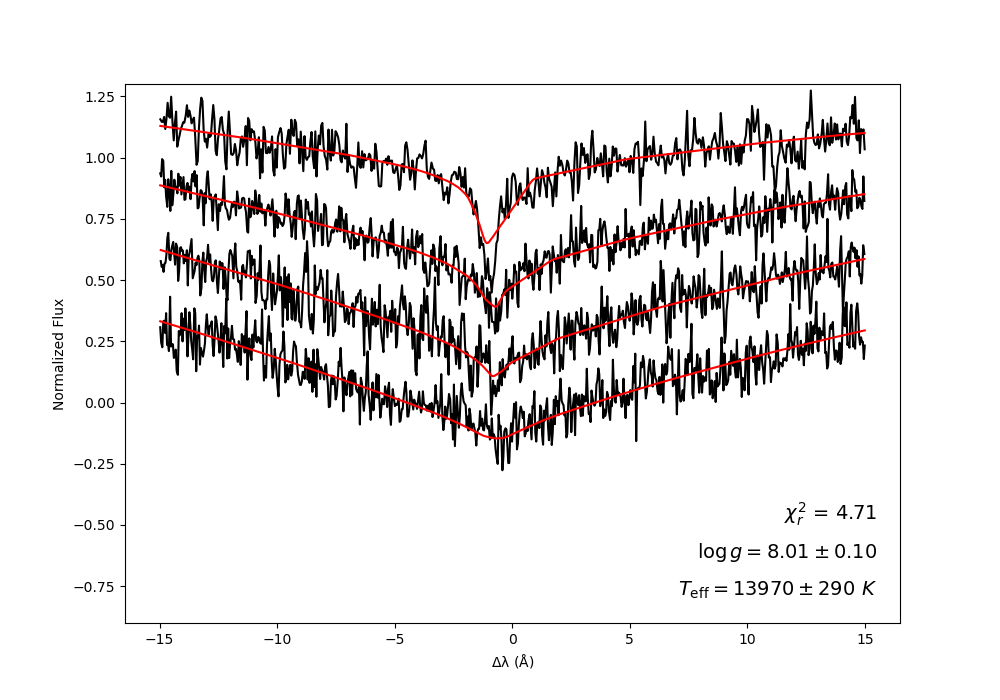 1.25
1.00
0.75
0.50
0.25
0.00
−0.25
−0.50
−0.75
Normalized Flux
χ²ᵣ = 4.71
log g = 8.01 ± 0.10
T_eff = 13970 ± 290 K
−15 −10 −5 0 5 10 15
Δλ (Å)